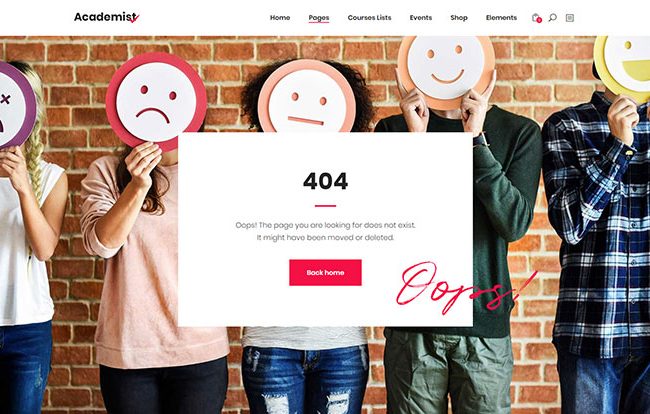 Academist
Home
Pages
Courses Lists
Events
Shop
Elements
404
Oops! The page you are looking for does not exist.
It might have been moved or deleted.
Back home
Oops!